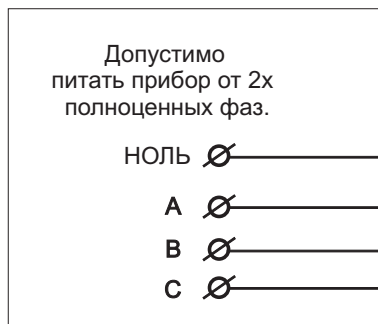 Допустимо
питать прибор от 2х
полноценных фаз.
НОЛЬ
А
В
С